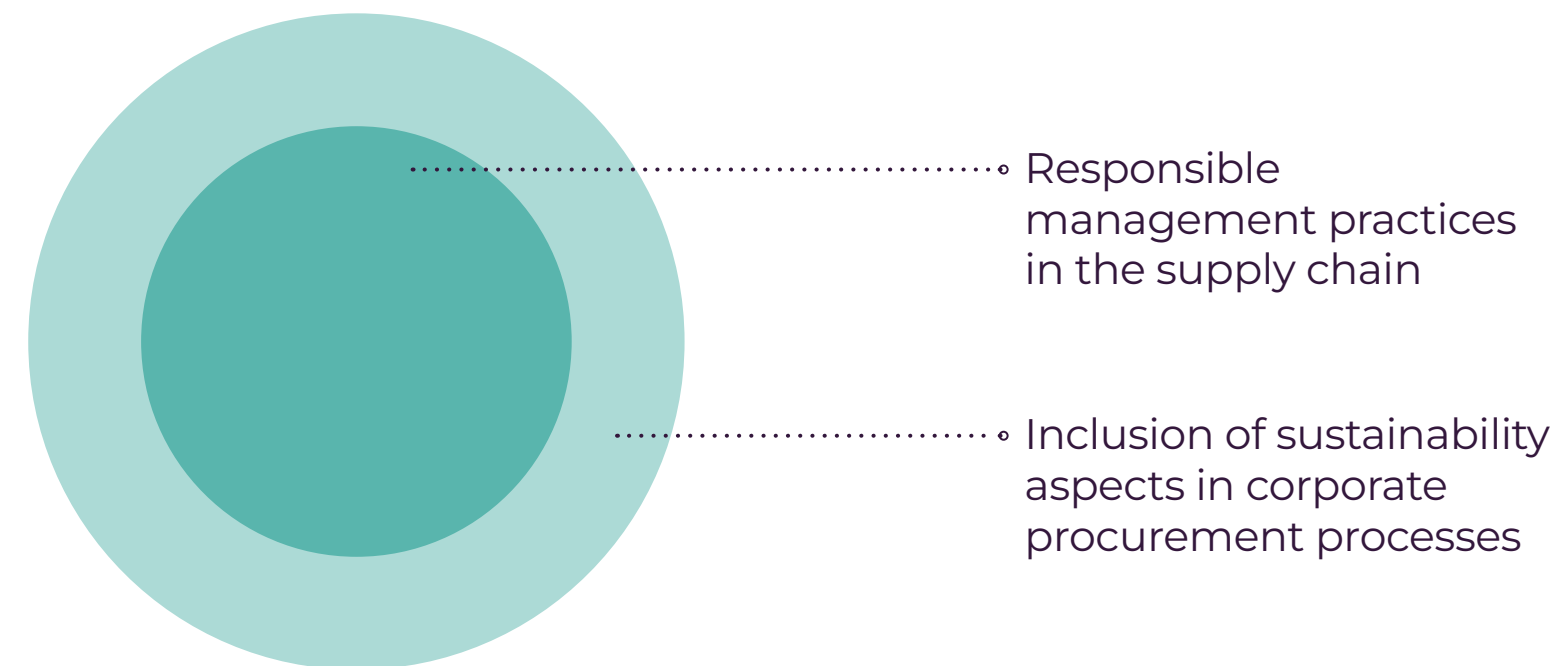 Responsible
management practices
in the supply chain
Inclusion of sustainability
aspects in corporate
procurement processes